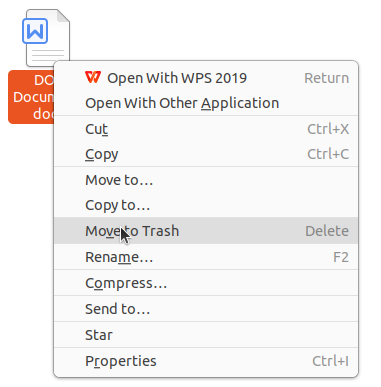 W
DO
Docum
doc
Open With WPS 2019 Return
Open With Other Application
Cut Ctrl+X
Copy Ctrl+C
Move to...
Copy to...
Move to Trash Delete
Rename... F2
Compress...
Send to...
Star
Properties Ctrl+I